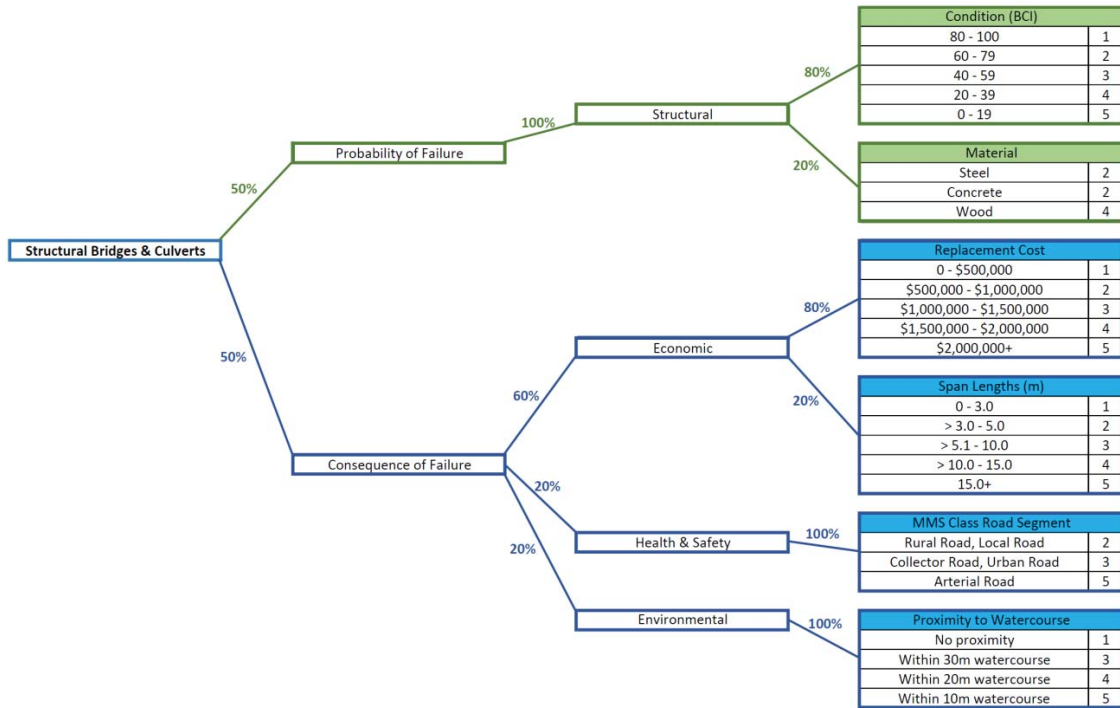 Structural Bridges & Culverts
50%
Probability of Failure
100%
Structural
80%
Condition (BCI)
80 - 100 1
60 - 79 2
40 - 59 3
20 - 39 4
0 - 19 5
20%
Material
Steel 2
Concrete 2
Wood 4
50%
Consequence of Failure
60%
Economic
80%
Replacement Cost
0 - $500,000 1
$500,000 - $1,000,000 2
$1,000,000 - $1,500,000 3
$1,500,000 - $2,000,000 4
$2,000,000+ 5
20%
Span Lengths (m)
0 - 3.0 1
> 3.0 - 5.0 2
> 5.1 - 10.0 3
> 10.0 - 15.0 4
15.0+ 5
20%
Health & Safety
100%
MMS Class Road Segment
Rural Road, Local Road 2
Collector Road, Urban Road 3
Arterial Road 5
20%
Environmental
100%
Proximity to Watercourse
No proximity 1
Within 30m watercourse 3
Within 20m watercourse 4
Within 10m watercourse 5